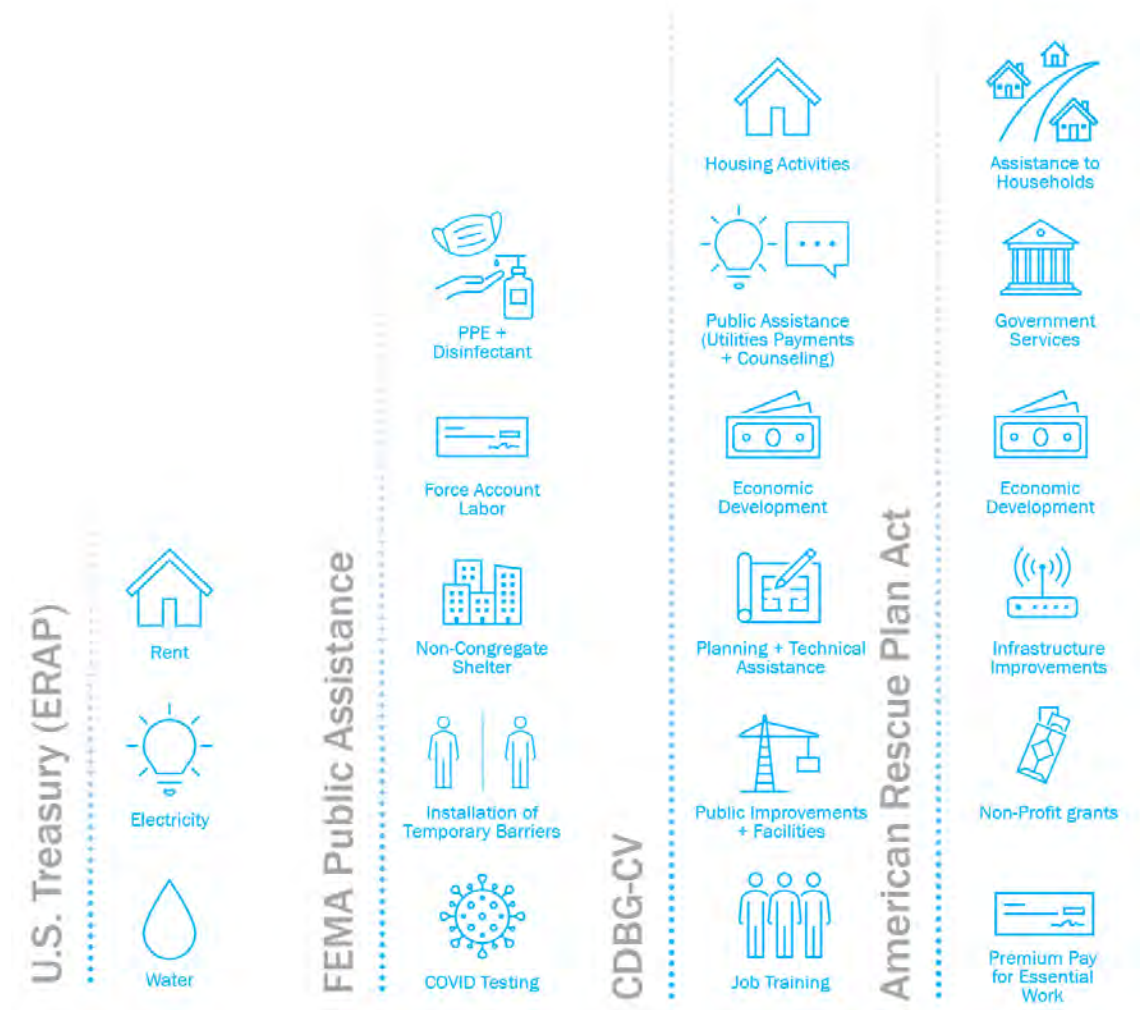 U.S. Treasury (ERAP)
Rent
Electricity
Water
FEMA Public Assistance
PPE +
Disinfectant
Force Account
Labor
Non-Congregate
Shelter
Installation of
Temporary Barriers
COVID Testing
CDBG-CV
Housing Activities
Public Assistance
(Utilities Payments
+ Counseling)
Economic
Development
Planning + Technical
Assistance
Public Improvements
+ Facilities
Job Training
American Rescue Plan Act
Assistance to
Households
Government
Services
Economic
Development
Infrastructure
Improvements
Non-Profit grants
Premium Pay
for Essential
Work